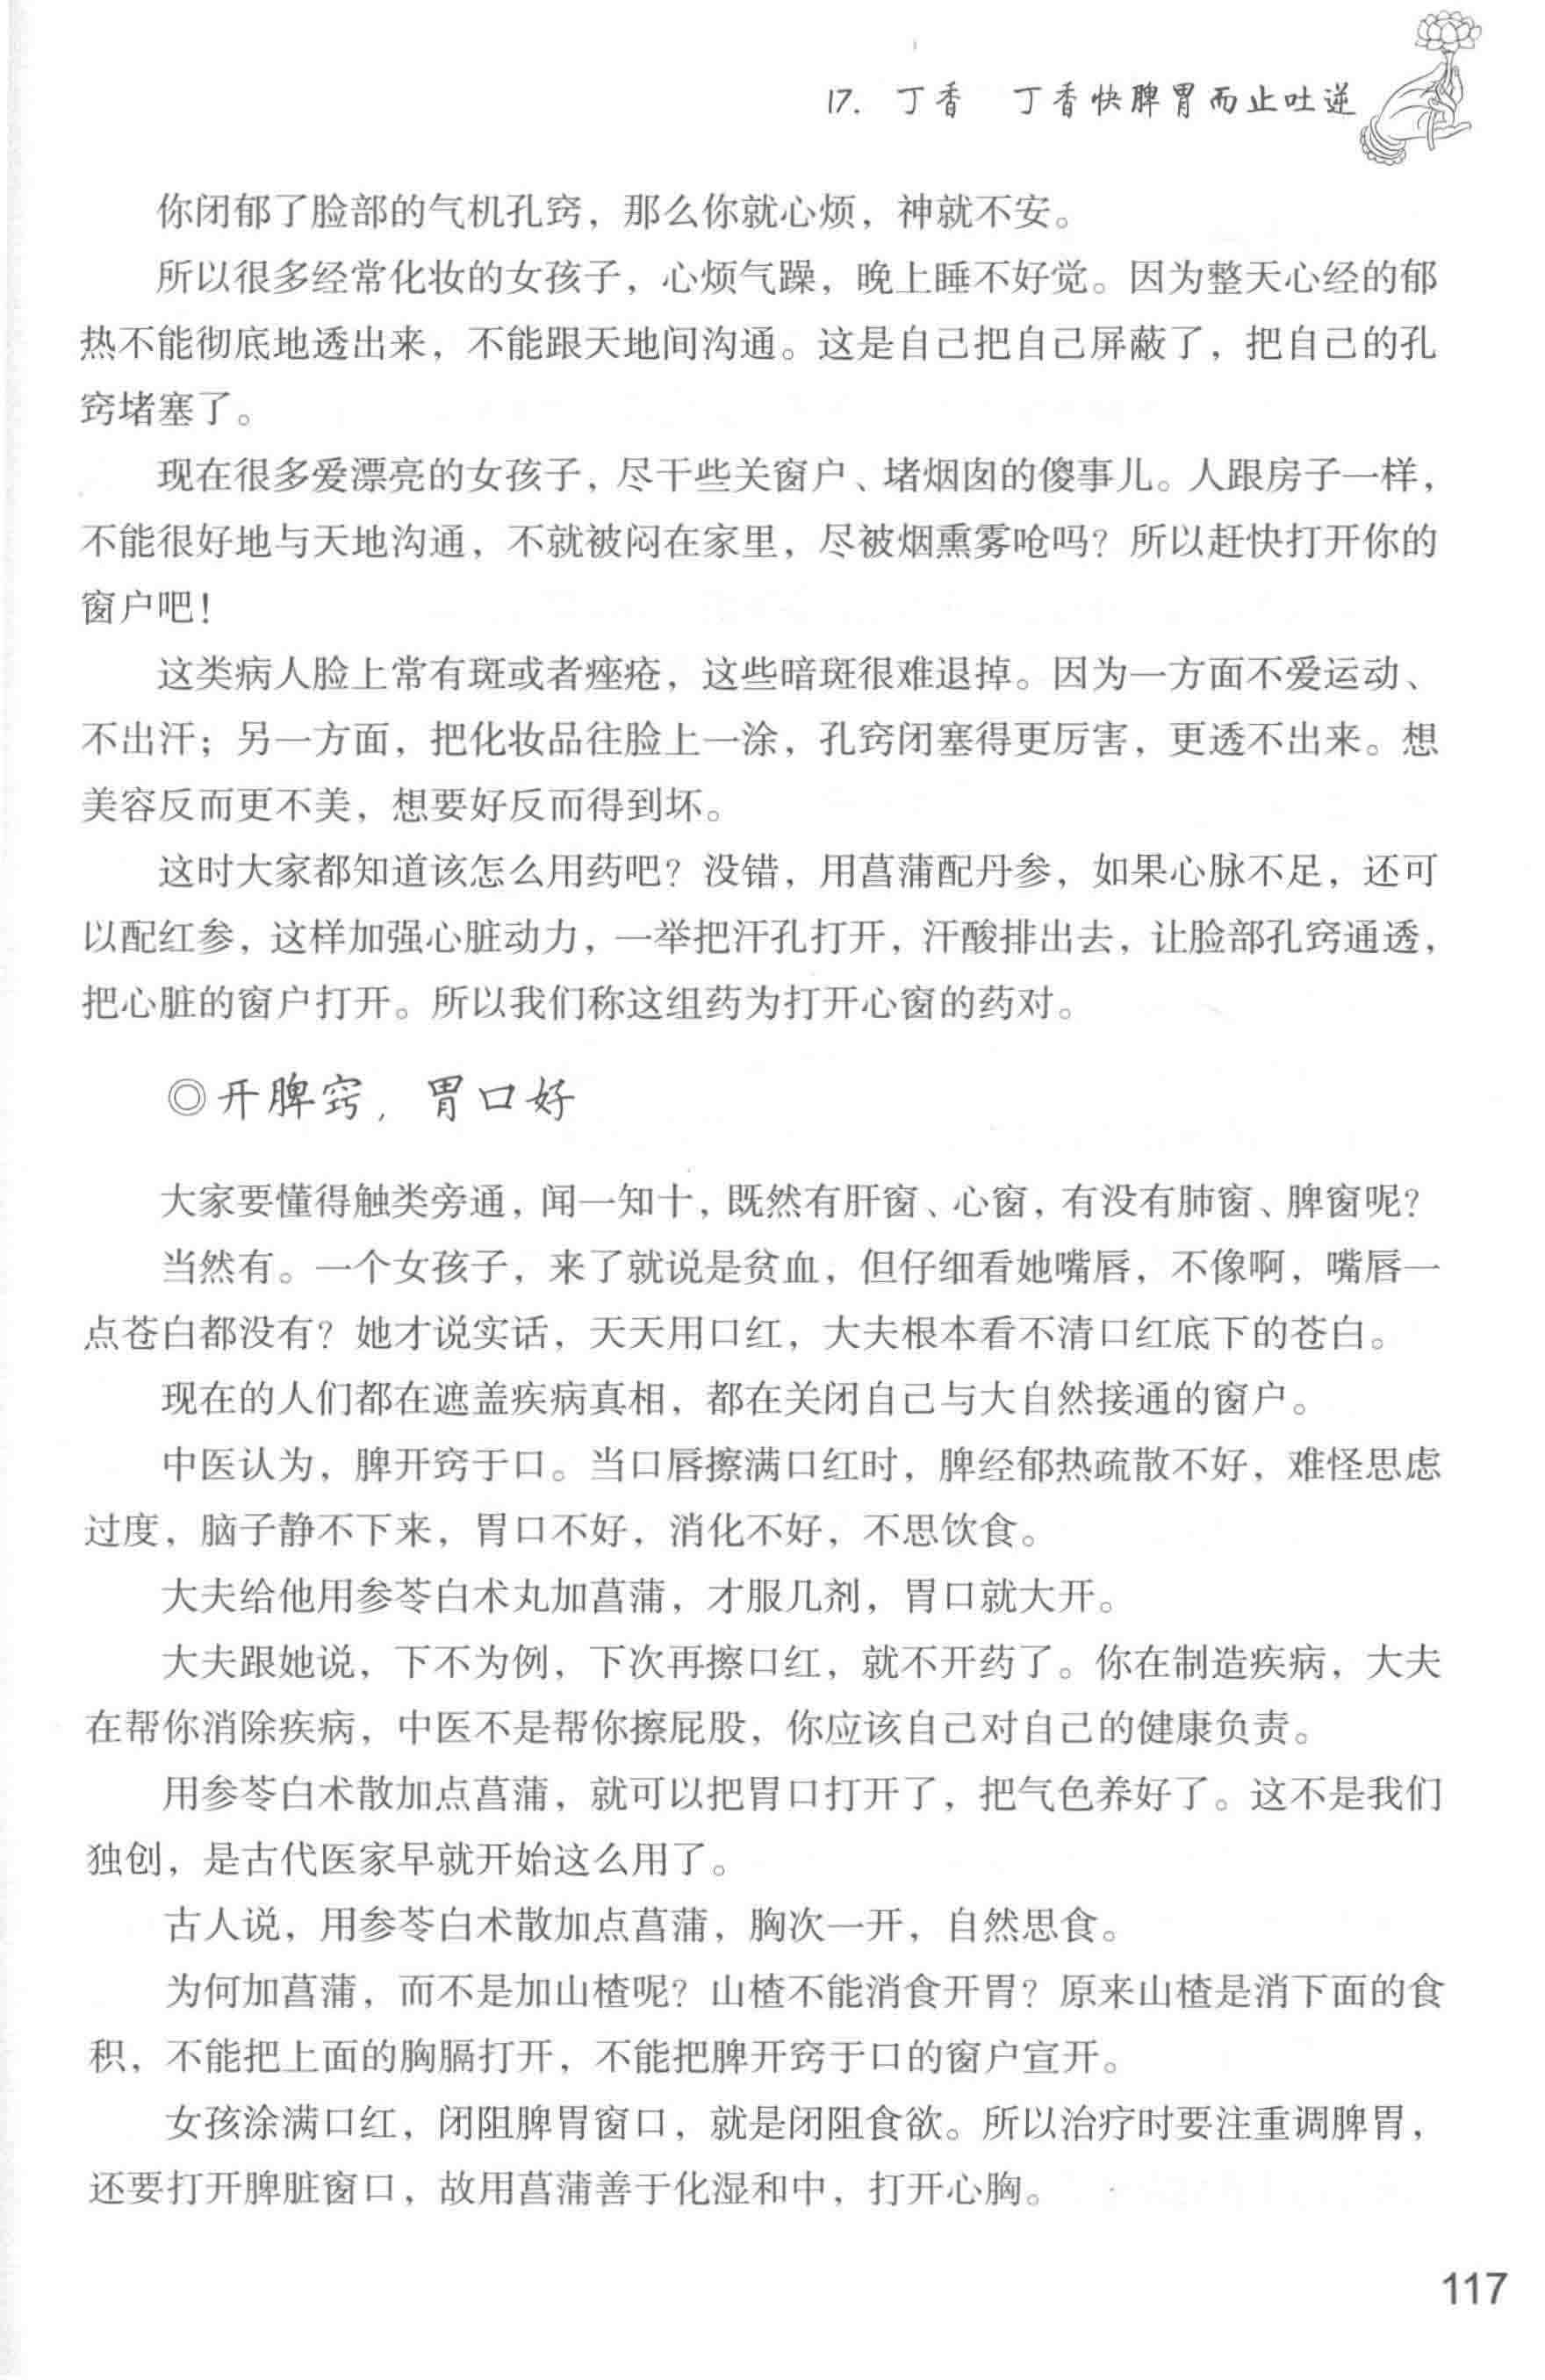 17. 丁香　丁香快脾胃而止吐逆
你闭郁了脸部的气机孔窍，那么你就心烦，神就不安。
所以很多经常化妆的女孩子，心烦气躁，晚上睡不好觉。因为整天心经的郁
热不能彻底地透出来，不能跟天地间沟通。这是自己把自己屏蔽了，把自己的孔
窍堵塞了。
现在很多爱漂亮的女孩子，尽干些关窗户、堵烟囱的傻事儿。人跟房子一样，
不能很好地与天地沟通，不就被闷在家里，尽被烟熏雾呛吗？所以赶快打开你的
窗户吧！
这类病人脸上常有斑或者痤疮，这些暗斑很难退掉。因为一方面不爱运动、
不出汗；另一方面，把化妆品往脸上一涂，孔窍闭塞得更厉害，更透不出来。想
美容反而更不美，想要好反而得到坏。
这时大家都知道该怎么用药吧？没错，用菖蒲配丹参，如果心脉不足，还可
以配红参，这样加强心脏动力，一举把汗孔打开，汗酸排出去，让脸部孔窍通透，
把心脏的窗户打开。所以我们称这组药为打开心窗的药对。
◎开脾窍，胃口好
大家要懂得触类旁通，闻一知十，既然有肝窗、心窗，有没有肺窗、脾窗呢？
当然有。一个女孩子，来了就说是贫血，但仔细看她嘴唇，不像啊，嘴唇一
点苍白都没有？她才说实话，天天用口红，大夫根本看不清口红底下的苍白。
现在的人们都在遮盖疾病真相，都在关闭自己与大自然接通的窗户。
中医认为，脾开窍于口。当口唇擦满口红时，脾经郁热疏散不好，难怪思虑
过度，脑子静不下来，胃口不好，消化不好，不思饮食。
大夫给他用参苓白术丸加菖蒲，才服几剂，胃口就大开。
大夫跟她说，下不为例，下次再擦口红，就不开药了。你在制造疾病，大夫
在帮你消除疾病，中医不是帮你擦屁股，你应该自己对自己的健康负责。
用参苓白术散加点菖蒲，就可以把胃口打开了，把气色养好了。这不是我们
独创，是古代医家早就开始这么用了。
古人说，用参苓白术散加点菖蒲，胸次一开，自然思食。
为何加菖蒲，而不是加山楂呢？山楂不能消食开胃？原来山楂是消下面的食
积，不能把上面的胸膈打开，不能把脾开窍于口的窗户宣开。
女孩涂满口红，闭阻脾胃窗口，就是闭阻食欲。所以治疗时要注重调脾胃，
还要打开脾脏窗口，故用菖蒲善于化湿和中，打开心胸。
117